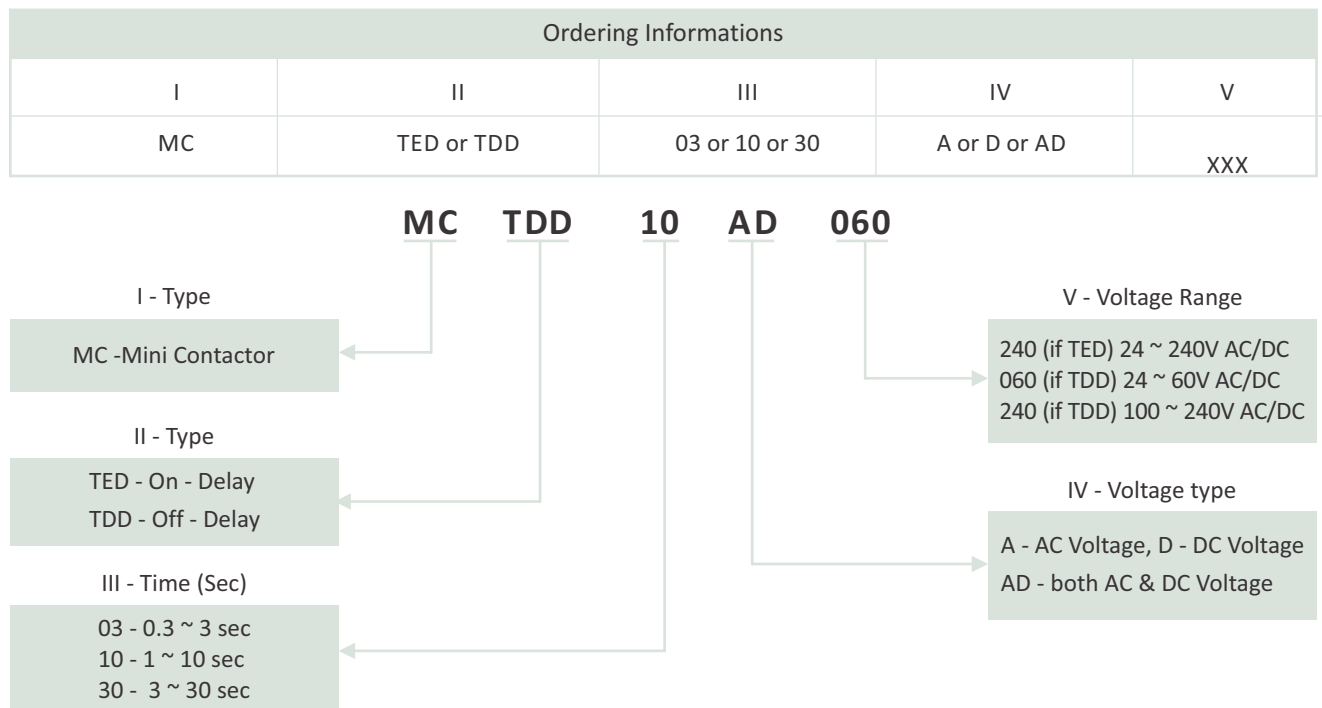 Ordering Informations
I II III IV V
MC TED or TDD 03 or 10 or 30 A or D or AD XXX
MC TDD 10 AD 060
I - Type
MC -Mini Contactor
II - Type
TED - On - Delay
TDD - Off - Delay
III - Time (Sec)
03 - 0.3 ~ 3 sec
10 - 1 ~ 10 sec
30 - 3 ~ 30 sec
V - Voltage Range
240 (if TED) 24 ~ 240V AC/DC
060 (if TDD) 24 ~ 60V AC/DC
240 (if TDD) 100 ~ 240V AC/DC
IV - Voltage type
A - AC Voltage, D - DC Voltage
AD - both AC & DC Voltage